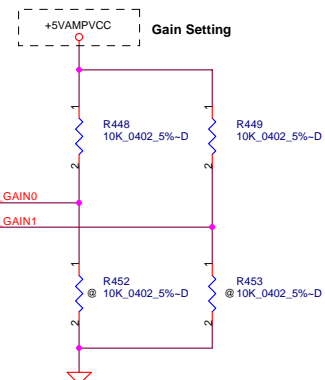 +5VAMPVCC
Gain Setting
1
1
R448
10K_0402_5%~D
R449
10K_0402_5%~D
2
2
GAIN0
GAIN1
1
1
R452
@ 10K_0402_5%~D
R453
@ 10K_0402_5%~D
2
2